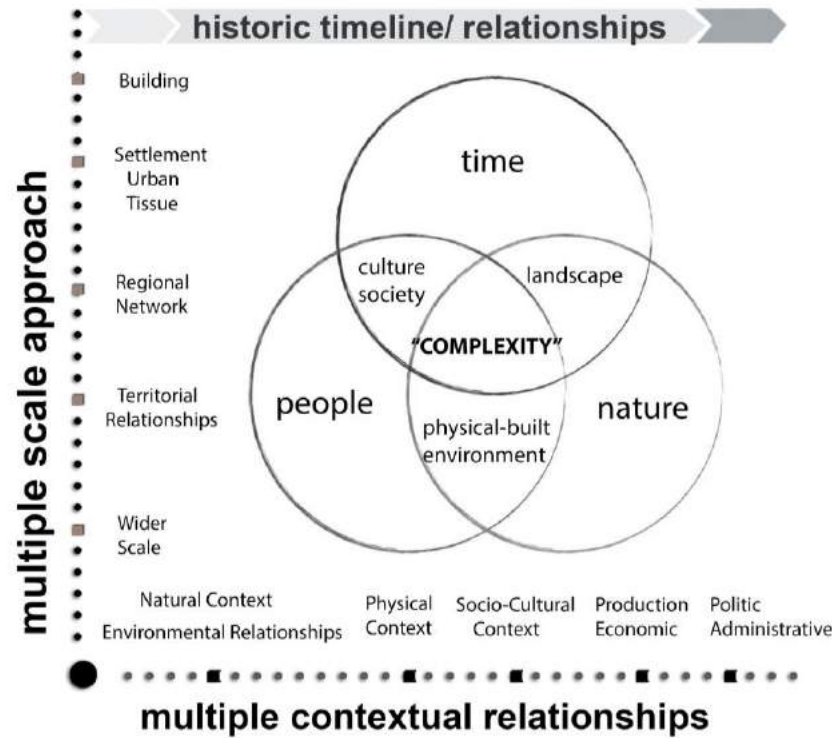 historic timeline/ relationships
multiple scale approach
Building
Settlement
Urban
Tissue
Regional
Network
Territorial
Relationships
Wider
Scale
time
culture
society
landscape
"COMPLEXITY"
people
nature
physical-built
environment
Natural Context
Environmental Relationships
Physical
Context
Socio-Cultural
Context
Production
Economic
Politic
Administrative
multiple contextual relationships